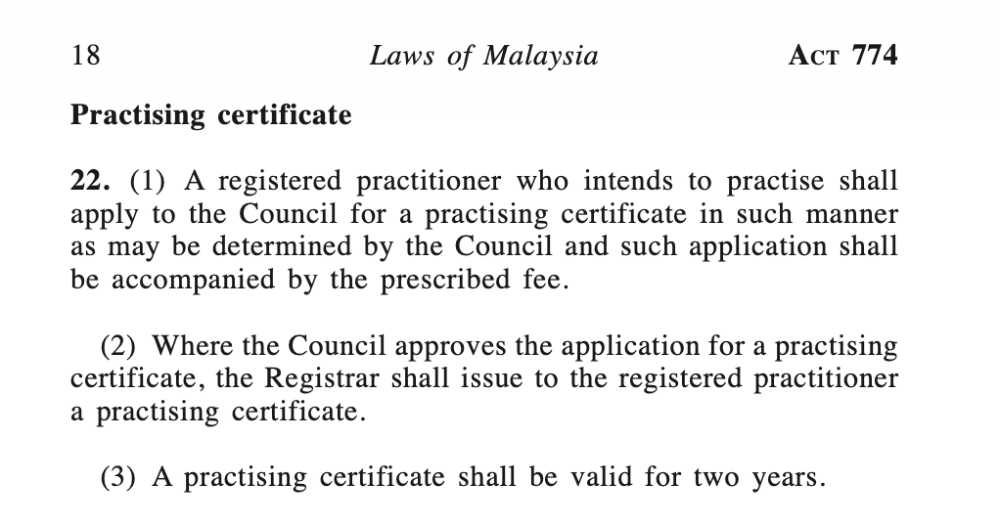 18 Laws of Malaysia ACT 774
Practising certificate
22. (1) A registered practitioner who intends to practise shall
apply to the Council for a practising certificate in such manner
as may be determined by the Council and such application shall
be accompanied by the prescribed fee.
(2) Where the Council approves the application for a practising
certificate, the Registrar shall issue to the registered practitioner
a practising certificate.
(3) A practising certificate shall be valid for two years.